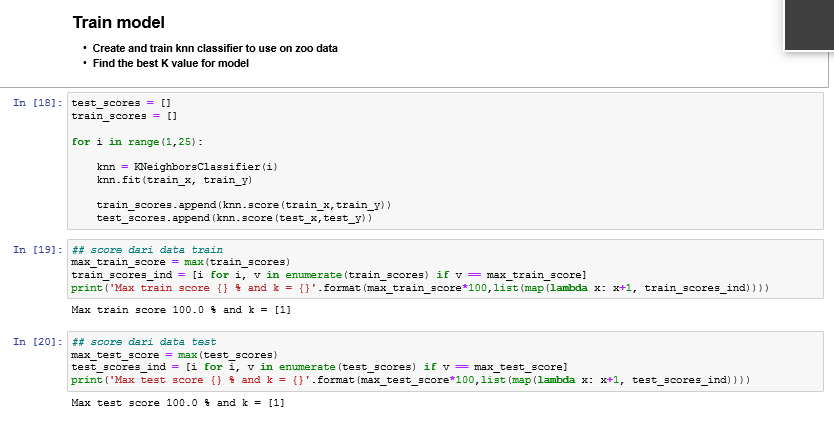 Train model
• Create and train knn classifier to use on zoo data
• Find the best K value for model
In [18]: test_scores = []
train_scores = []
for i in range(1,25):
knn = KNeighborsClassifier(i)
knn.fit(train_x, train_y)
train_scores.append(knn.score(train_x,train_y))
test_scores.append(knn.score(test_x,test_y))
In [19]: ## score dari data train
max_train_score = max(train_scores)
train_scores_ind = [i for i, v in enumerate(train_scores) if v == max_train_score]
print('Max train score {} % and k = {}'.format(max_train_score*100,list(map(lambda x: x+1, train_scores_ind))))
Max train score 100.0 % and k = [1]
In [20]: ## score dari data test
max_test_score = max(test_scores)
test_scores_ind = [i for i, v in enumerate(test_scores) if v == max_test_score]
print('Max test score {} % and k = {}'.format(max_test_score*100,list(map(lambda x: x+1, test_scores_ind))))
Max test score 100.0 % and k = [1]